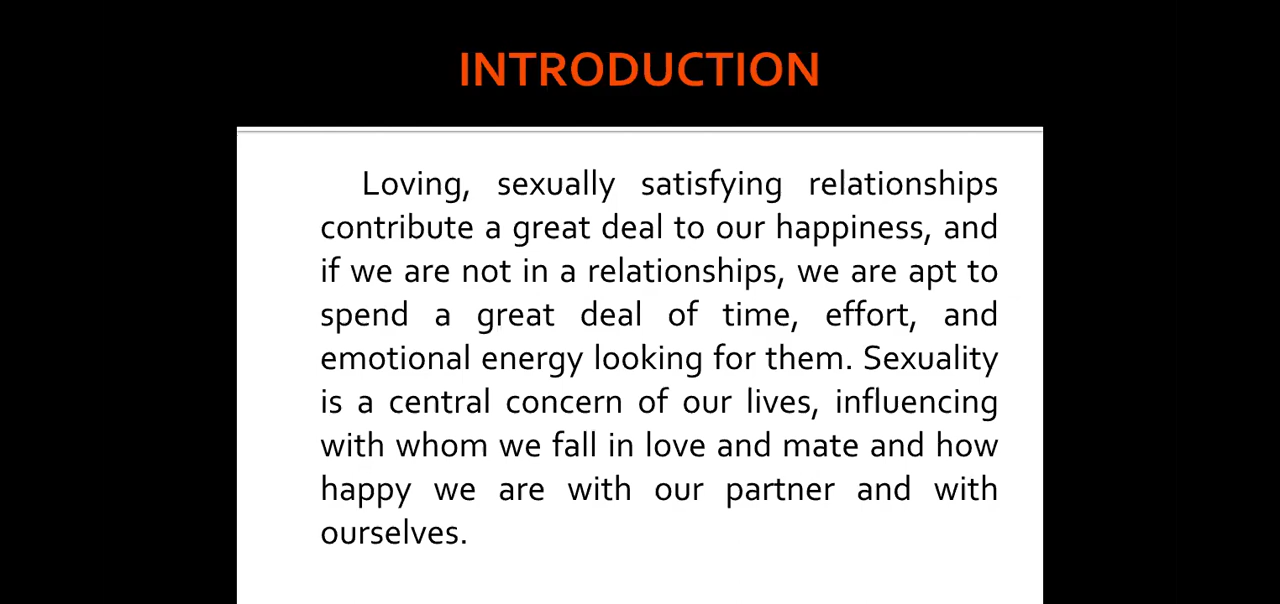 INTRODUCTION
Loving, sexually satisfying relationships
contribute a great deal to our happiness, and
if we are not in a relationships, we are apt to
spend a great deal of time, effort, and
emotional energy looking for them. Sexuality
is a central concern of our lives, influencing
with whom we fall in love and mate and how
happy we are with our partner and with
ourselves.